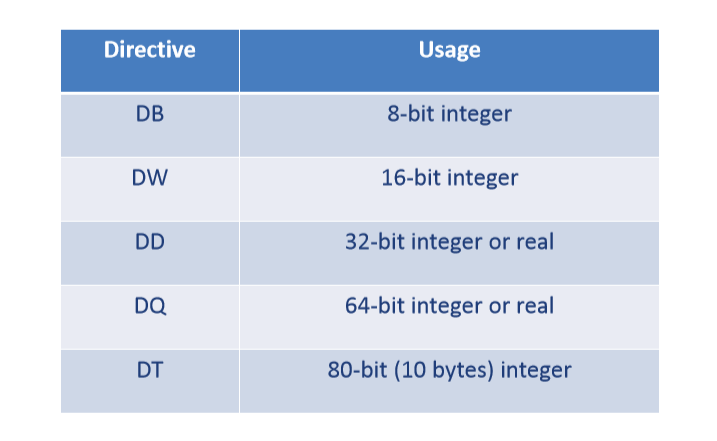 Directive Usage
DB 8-bit integer
DW 16-bit integer
DD 32-bit integer or real
DQ 64-bit integer or real
DT 80-bit (10 bytes) integer